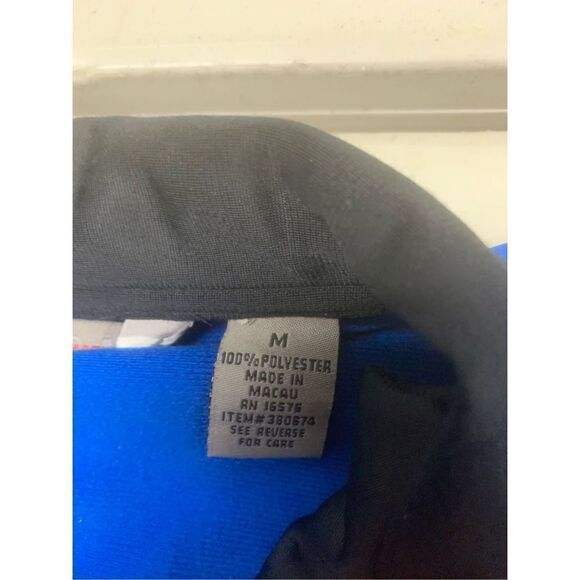 M
100% POLYESTER
MADE IN
MACAU
RN 16576
ITEM# 380674
SEE REVERSE
FOR CARE